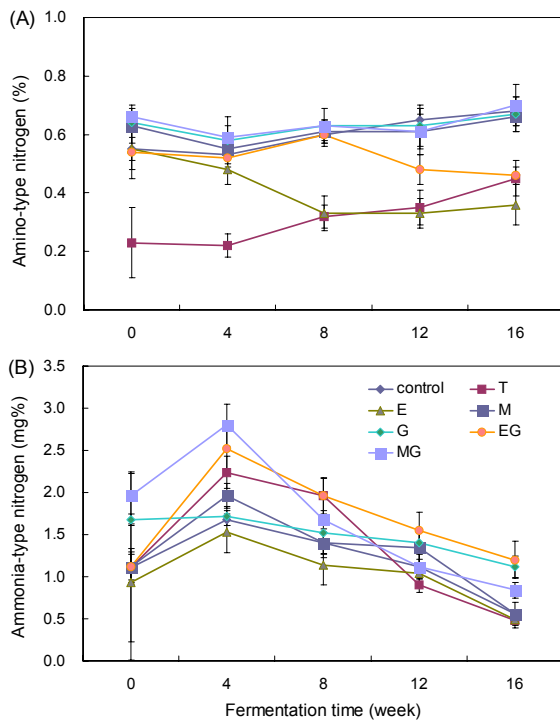 (A)
Amino-type nitrogen (%)
1.0
0.8
0.6
0.4
0.2
0.0
0 4 8 12 16
(B)
Ammonia-type nitrogen (mg%)
3.5
3.0
2.5
2.0
1.5
1.0
0.5
0.0
control T
E M
G EG
MG
0 4 8 12 16
Fermentation time (week)